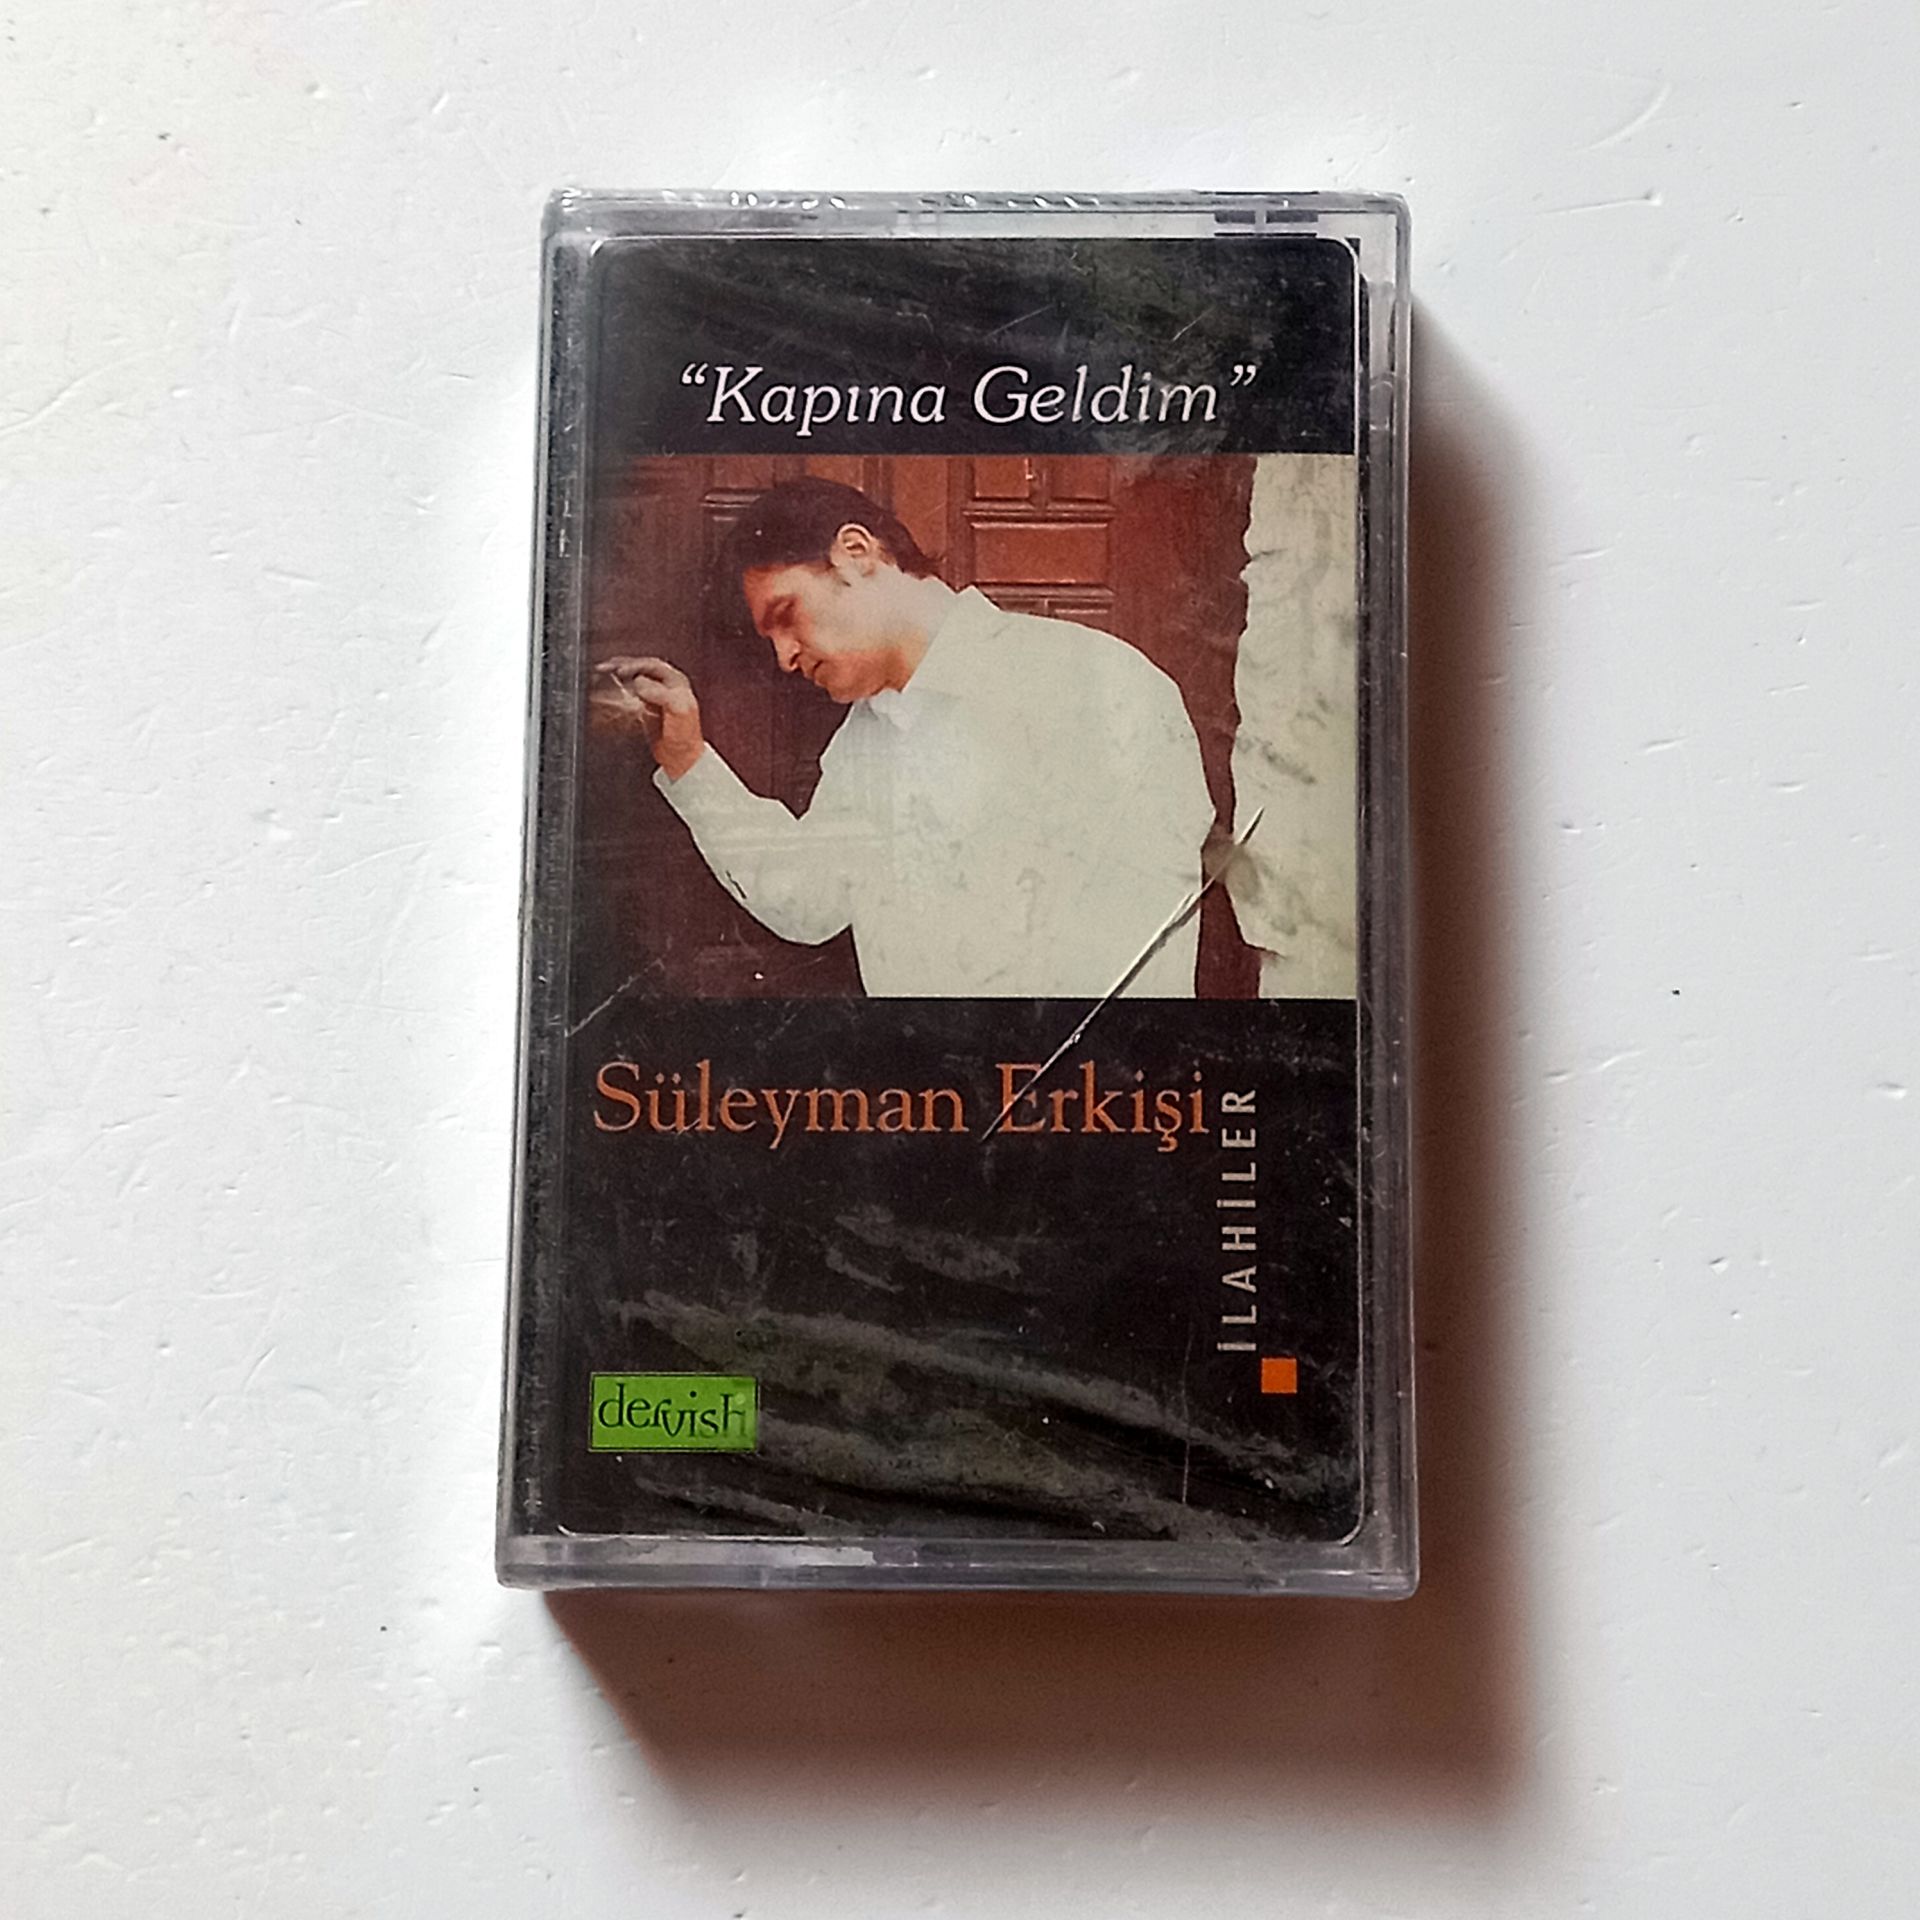 “Kapına Geldim”
Süleyman Erkişi
İLAHİLER
dervish